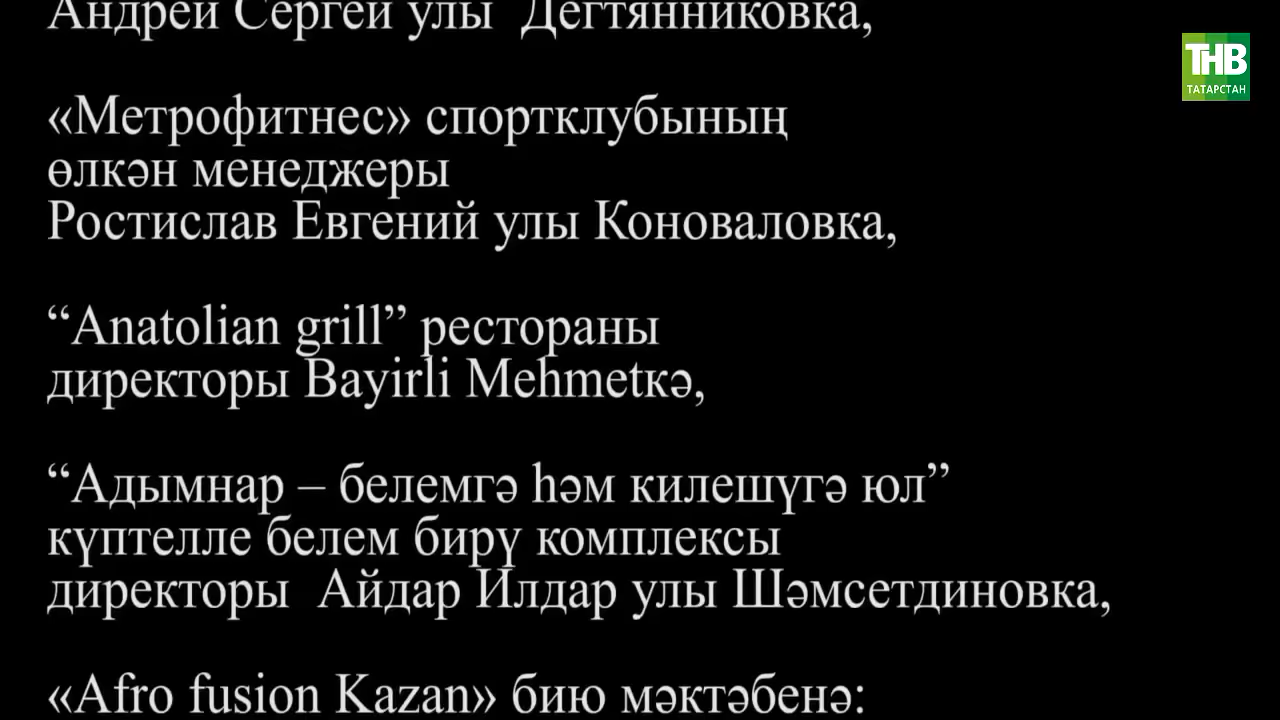 Андрей Сергей улы Дегтянниковка,
ТНВ
ТАТАРСТАН
«Метрофитнес» спортклубының
өлкән менеджеры
Ростислав Евгений улы Коноваловка,
“Anatolian grill” рестораны
директоры Bayirli Mehmetкә,
“Адымнар – белемгә һәм килешүгә юл”
күптелле белем бирү комплексы
директоры Айдар Илдар улы Шәмсетдиновка,
«Afro fusion Kazan» бию мәктәбенә: